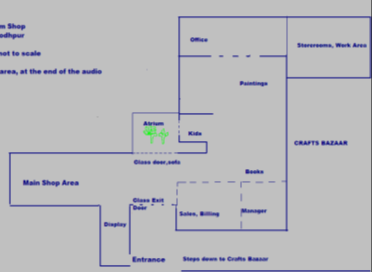 m Shop
odhpur
not to scale
area, at the end of the audio
Office
Storerooms, Work Area
Paintings
Atrium
Kids
CRAFTS BAZAAR
Glass door,sofa
Books
Main Shop Area
Glass Exit
Door
Sales, Billing
Manager
Display
Entrance
Steps down to Crafts Bazaar